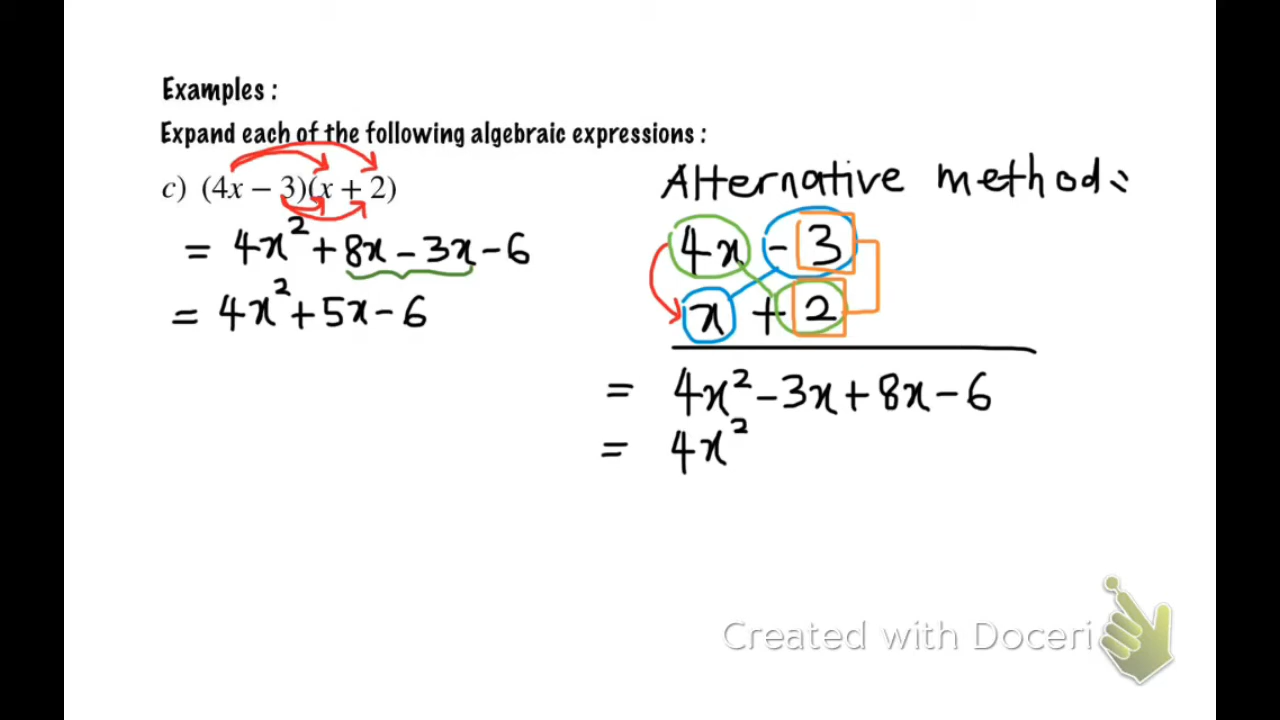 Examples :
Expand each of the following algebraic expressions :
c) (4x − 3)(x + 2)
= 4x² + 8x − 3x − 6
= 4x² + 5x − 6
Alternative method:
4x − 3
x + 2
= 4x² − 3x + 8x − 6
= 4x²
Created with Doceri